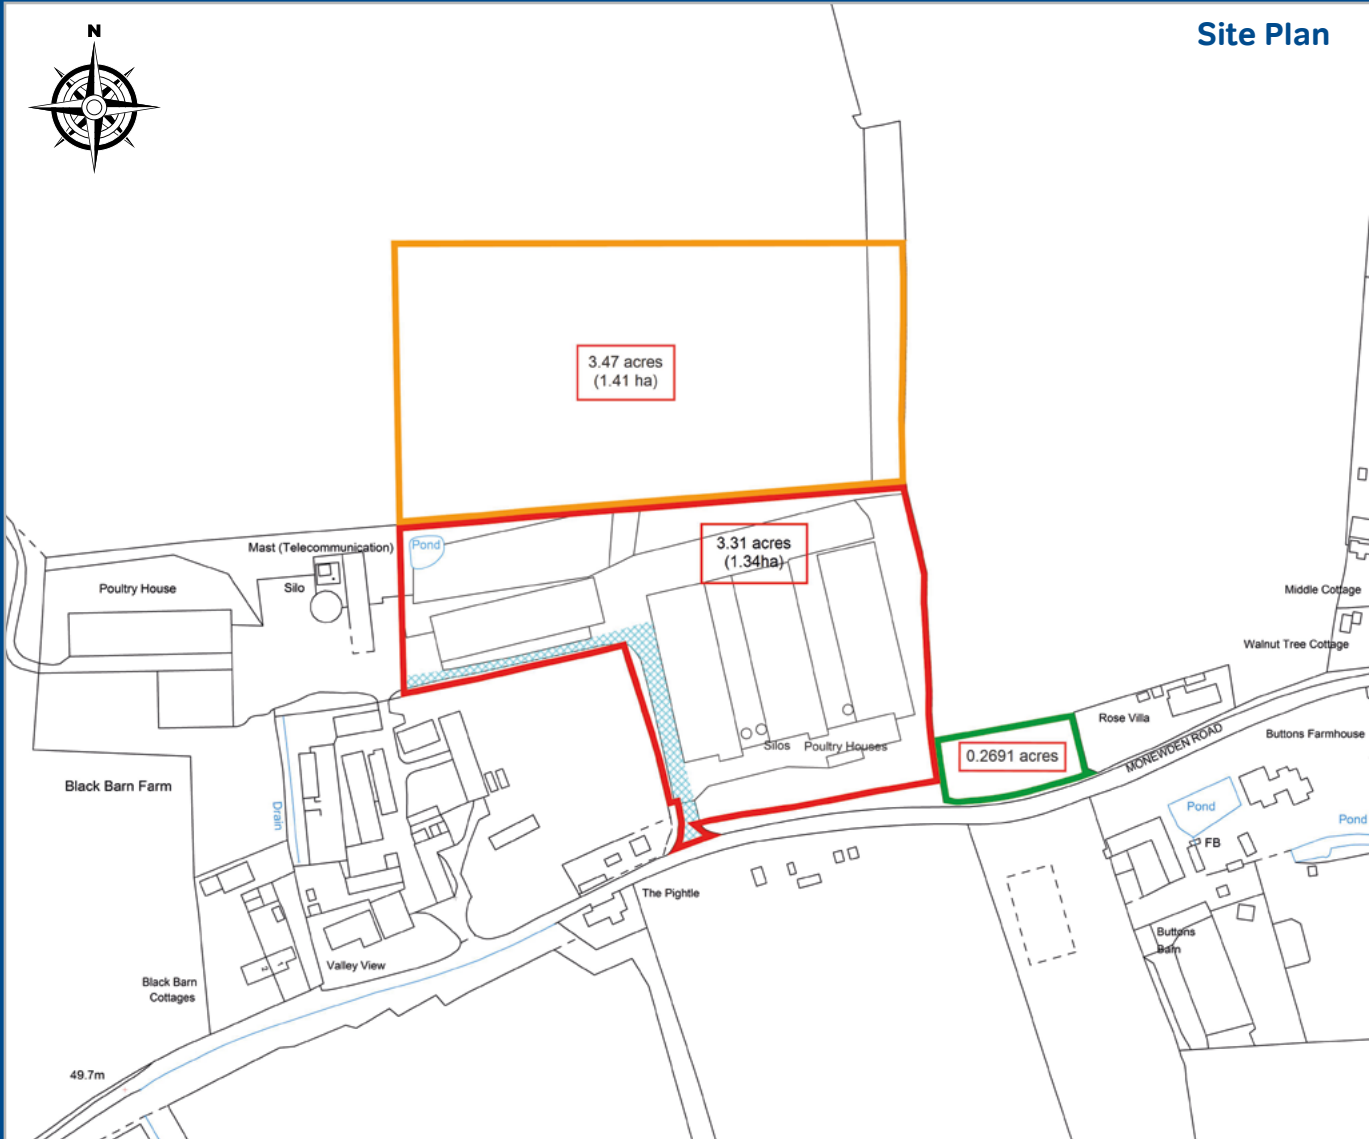 Site Plan
N
3.47 acres
(1.41 ha)
3.31 acres
(1.34ha)
Pond
Mast (Telecommunication)
Silo
Poultry House
Middle Cottage
Walnut Tree Cottage
Rose Villa
Buttons Farmhouse
MONEWDEN ROAD
0.2691 acres
Silos
Poultry Houses
Black Barn Farm
Drain
Pond
Pond
FB
The Pightle
Buttons
Barn
Valley View
2
1
Black Barn
Cottages
49.7m